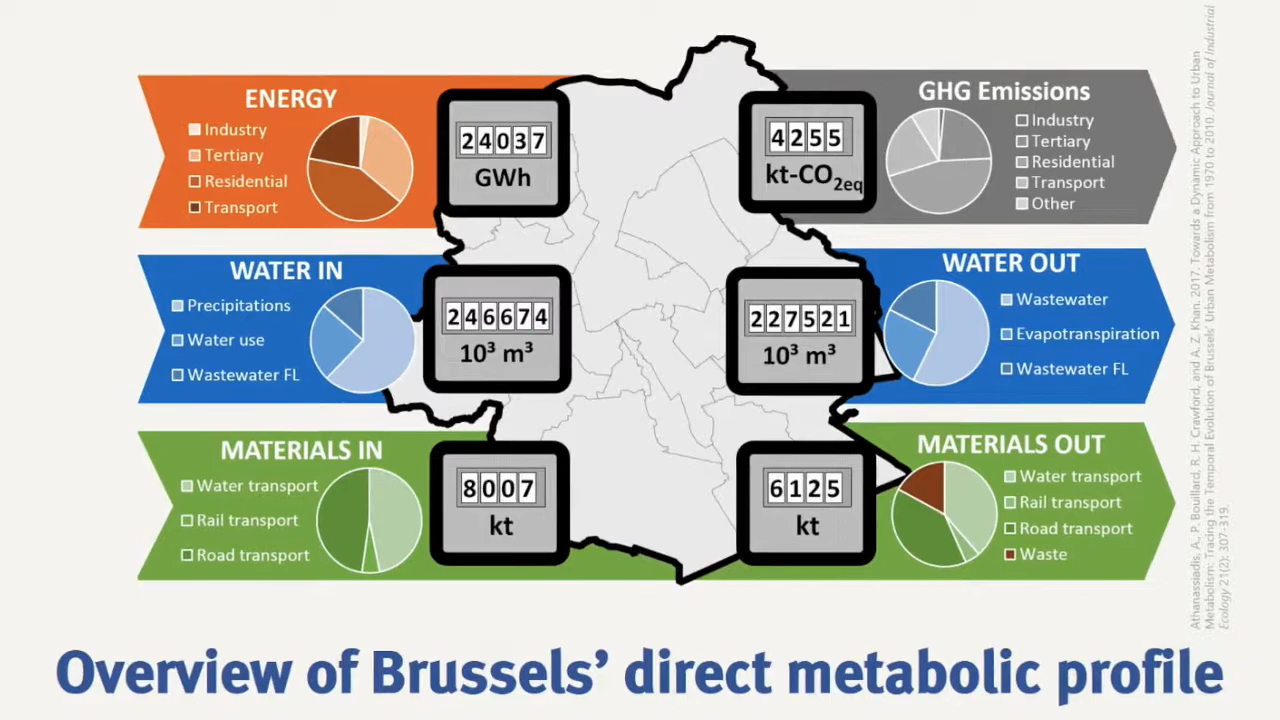 ENERGY
Industry
Tertiary
Residential
Transport
24037
GWh
GHG Emissions
Industry
Tertiary
Residential
Transport
Other
4255
kt-CO2eq
WATER IN
Precipitations
Water use
Wastewater FL
246674
10³ m³
WATER OUT
Wastewater
Evapotranspiration
Wastewater FL
227521
10³ m³
MATERIALS IN
Water transport
Rail transport
Road transport
8007
kt
MATERIALS OUT
Water transport
Rail transport
Road transport
Waste
6125
kt
Athanassiadis, A., P. Bouillard, R. H. Crawford, and A. Z. Khan. 2017. Towards a Dynamic Approach to Urban
Metabolism: Tracing the Temporal Evolution of Brussels' Urban Metabolism from 1970 to 2010. Journal of Industrial
Ecology 21(2): 307-319.
Overview of Brussels’ direct metabolic profile